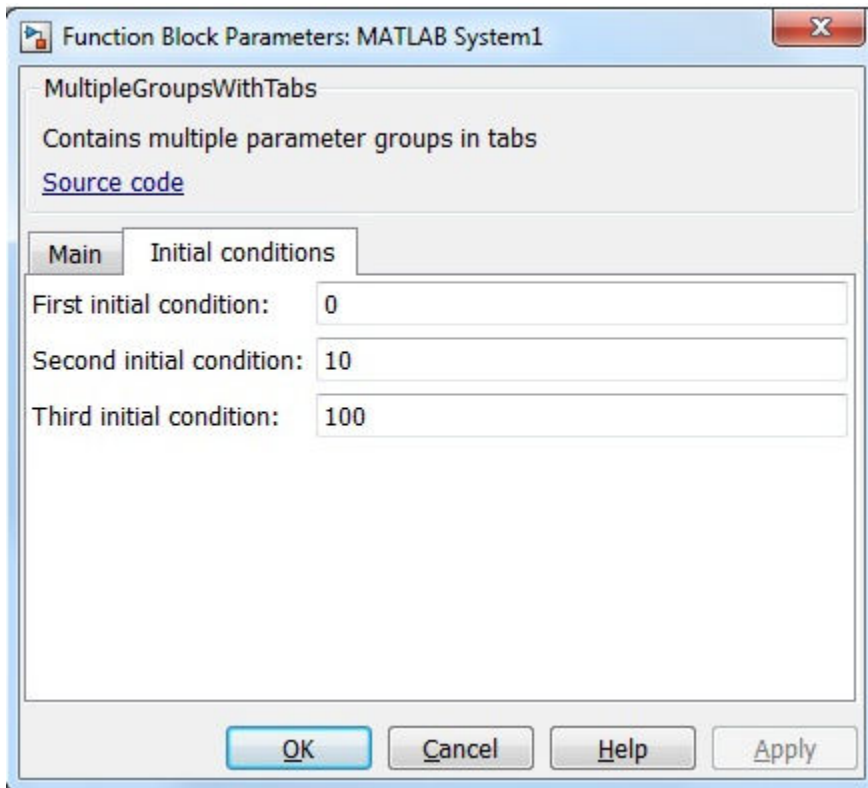 Function Block Parameters: MATLAB System1
MultipleGroupsWithTabs
Contains multiple parameter groups in tabs
Source code
Main Initial conditions
First initial condition: 0
Second initial condition: 10
Third initial condition: 100
OK Cancel Help Apply